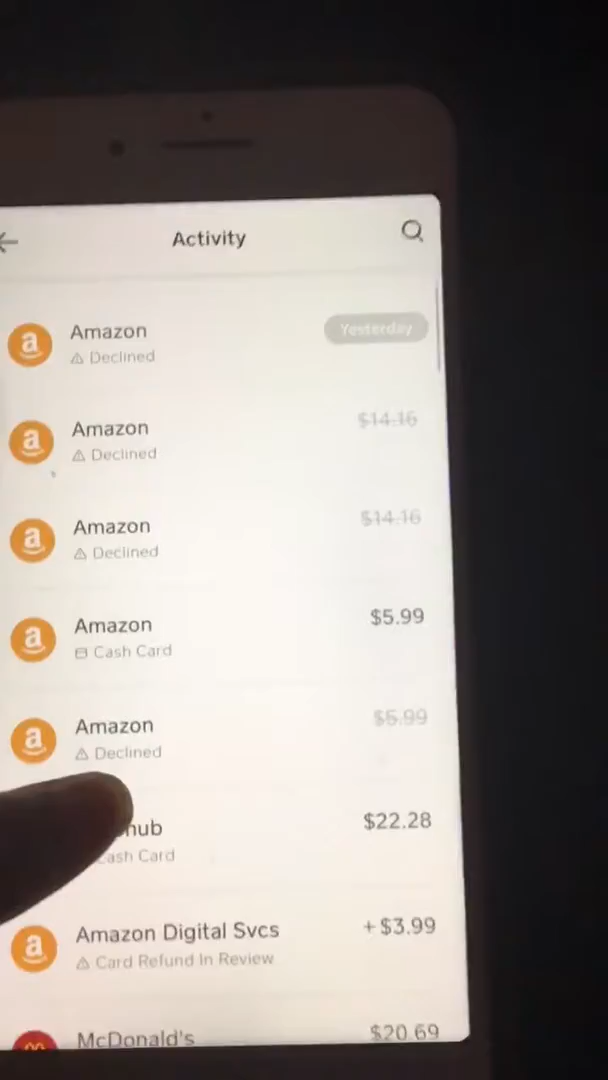 Activity
Amazon
Yesterday
Declined
Amazon
$14.16
Declined
Amazon
$14.16
Declined
Amazon
$5.99
Cash Card
Amazon
$5.99
Declined
hub
$22.28
Cash Card
Amazon Digital Svcs
+$3.99
Card Refund In Review
McDonald's
$20.69